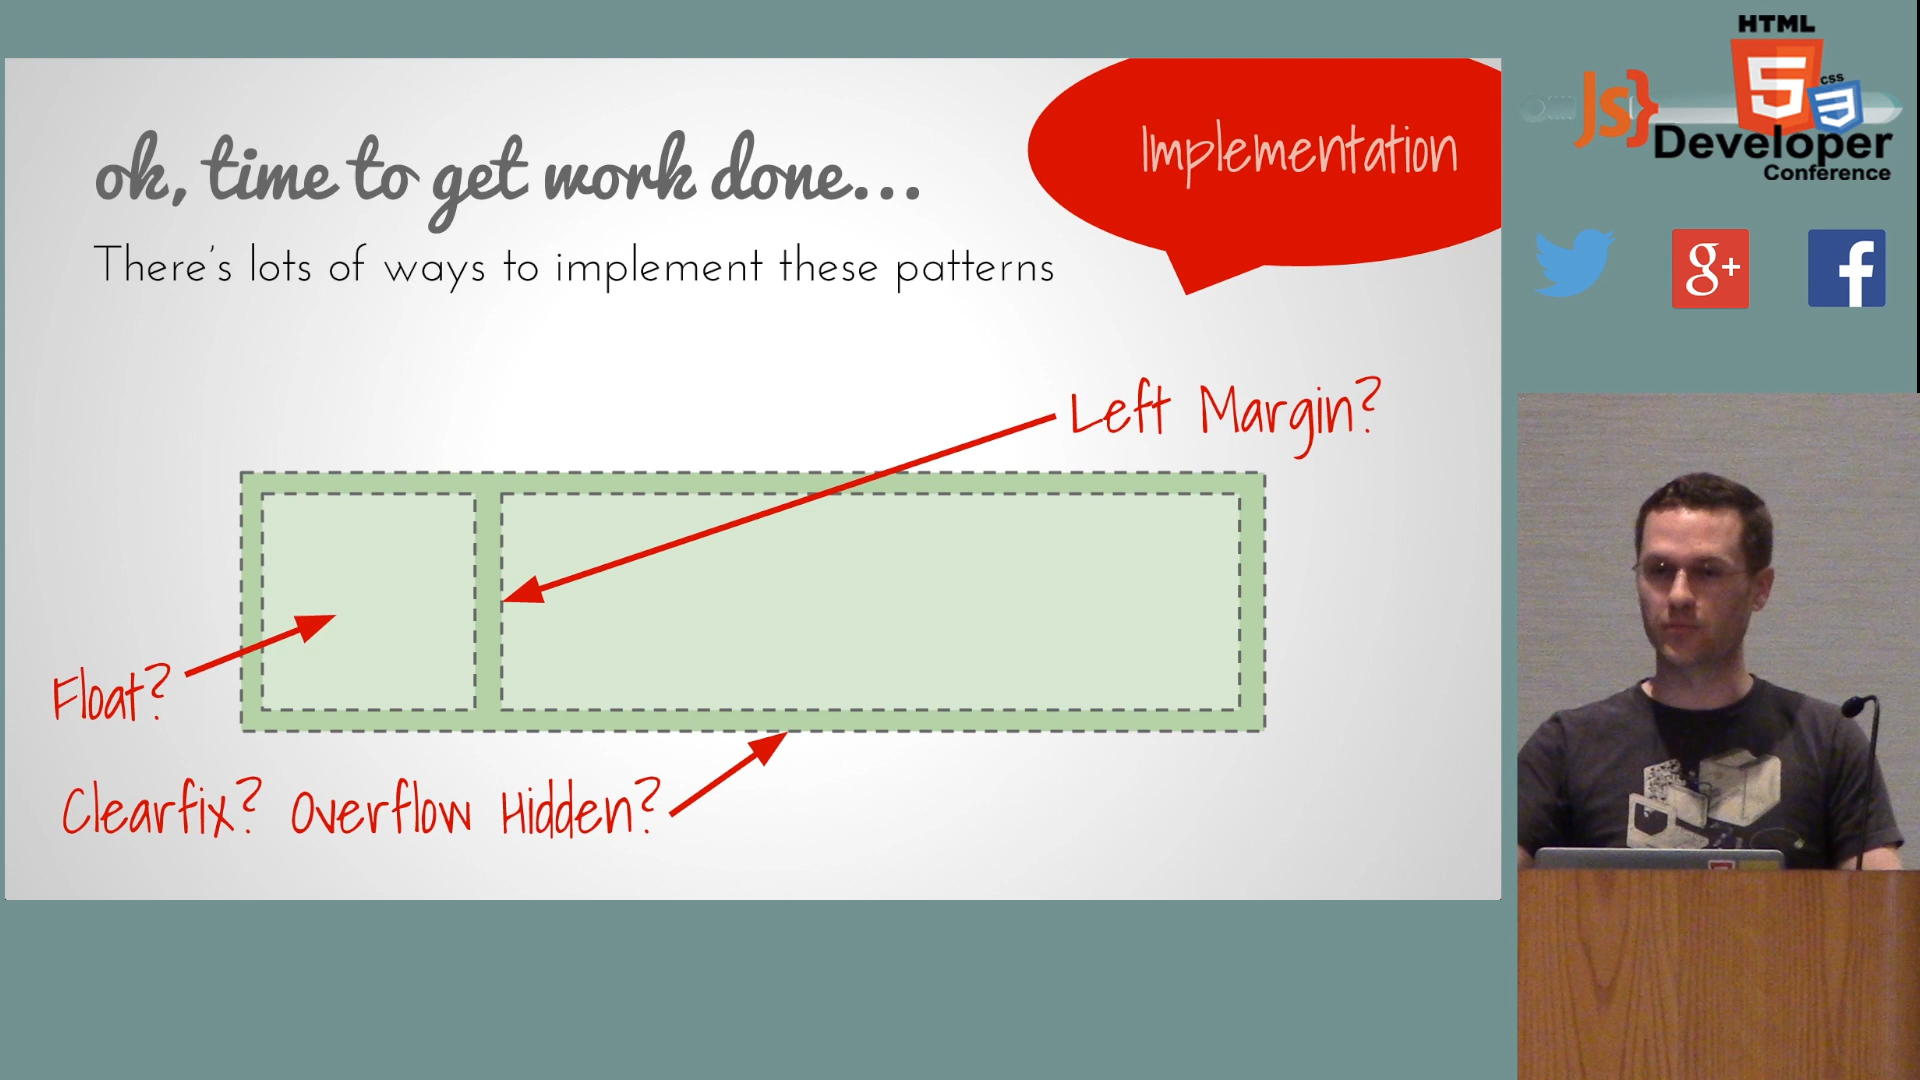 ok, time to get work done...
There's lots of ways to implement these patterns
Implementation
Left Margin?
Float?
Clearfix? Overflow Hidden?
HTML
5
css
3
Js}
Developer
Conference
g+
f